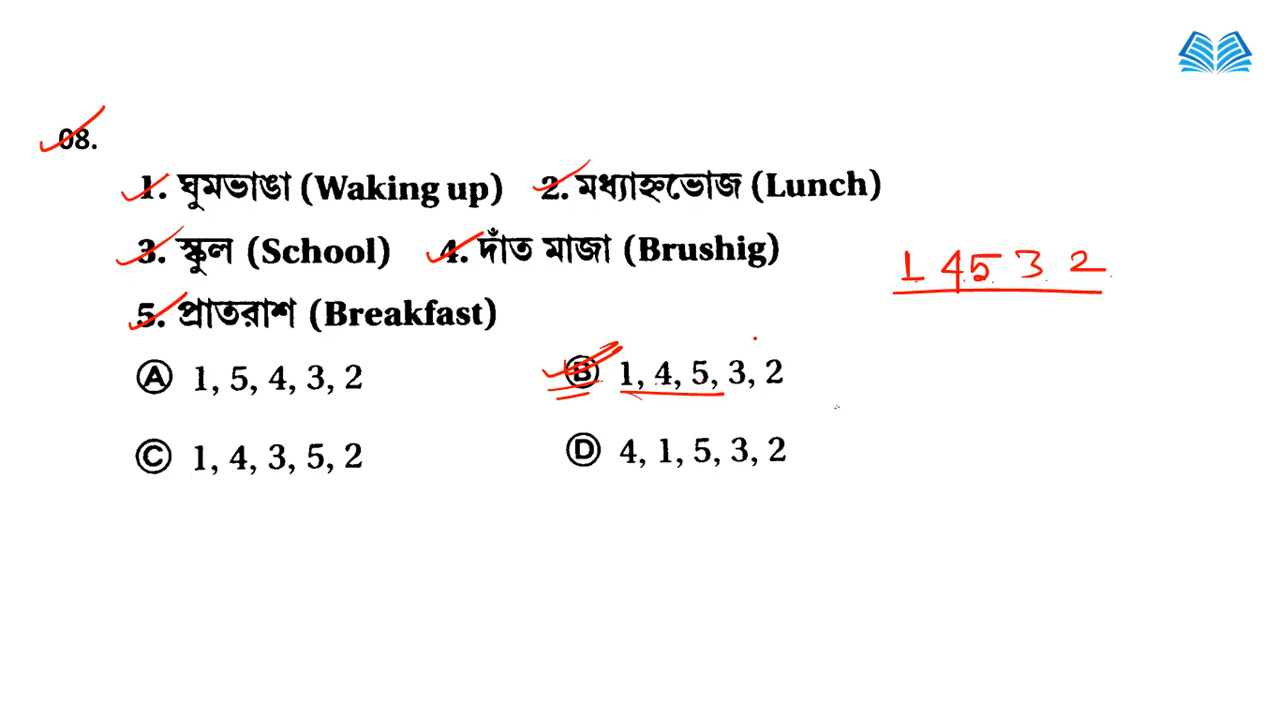 08.
1. ঘুমভাঙা (Waking up) 2. মধ্যাহ্নভোজ (Lunch)
3. স্কুল (School) 4. দাঁত মাজা (Brushig)
1 4 5 3 2
5. প্রাতরাশ (Breakfast)
Ⓐ 1, 5, 4, 3, 2 Ⓑ 1, 4, 5, 3, 2
Ⓒ 1, 4, 3, 5, 2 Ⓓ 4, 1, 5, 3, 2